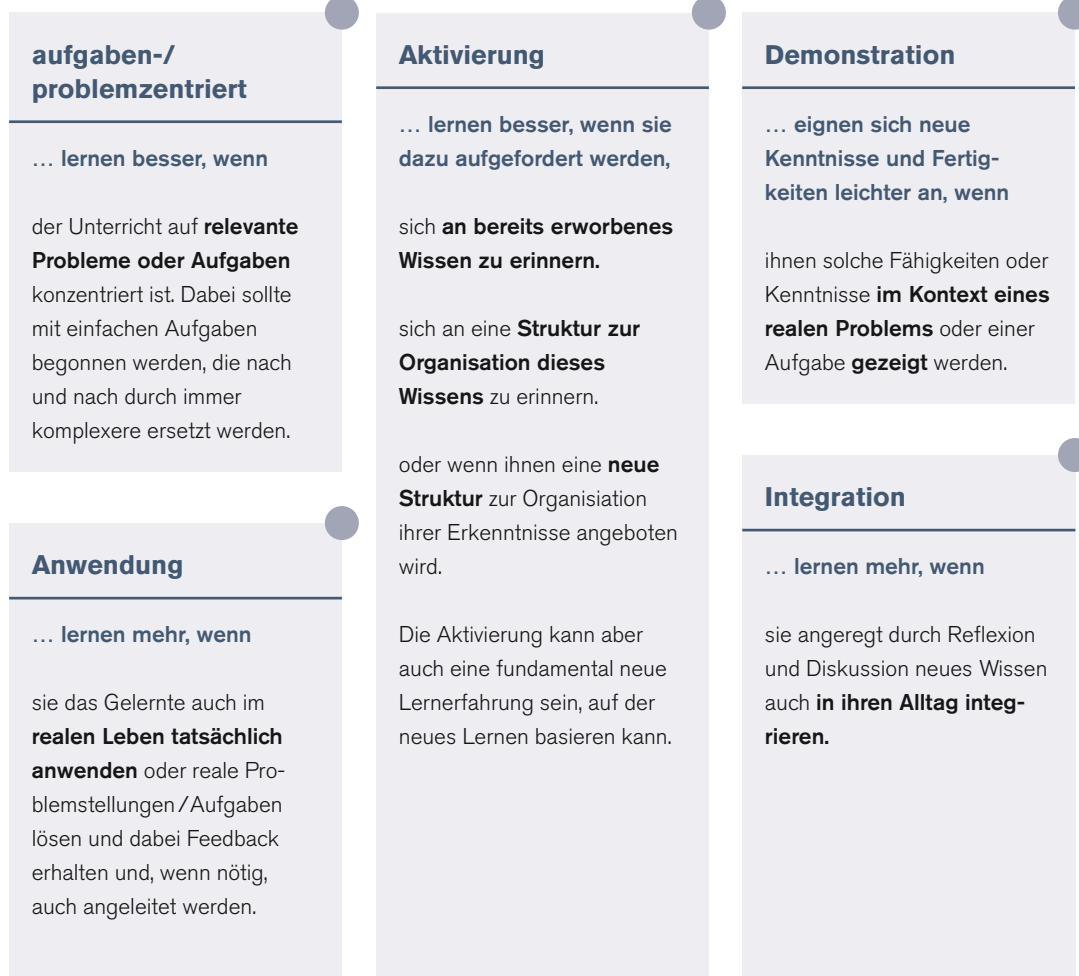 aufgaben-/
problemzentriert
… lernen besser, wenn
der Unterricht auf relevante
Probleme oder Aufgaben
konzentriert ist. Dabei sollte
mit einfachen Aufgaben
begonnen werden, die nach
und nach durch immer
komplexere ersetzt werden.
Anwendung
… lernen mehr, wenn
sie das Gelernte auch im
realen Leben tatsächlich
anwenden oder reale Pro-
blemstellungen/Aufgaben
lösen und dabei Feedback
erhalten und, wenn nötig,
auch angeleitet werden.
Aktivierung
… lernen besser, wenn sie
dazu aufgefordert werden,
sich an bereits erworbenes
Wissen zu erinnern.
sich an eine Struktur zur
Organisation dieses
Wissens zu erinnern.
oder wenn ihnen eine neue
Struktur zur Organisiation
ihrer Erkenntnisse angeboten
wird.
Die Aktivierung kann aber
auch eine fundamental neue
Lernerfahrung sein, auf der
neues Lernen basieren kann.
Demonstration
… eignen sich neue
Kenntnisse und Fertig-
keiten leichter an, wenn
ihnen solche Fähigkeiten oder
Kenntnisse im Kontext eines
realen Problems oder einer
Aufgabe gezeigt werden.
Integration
… lernen mehr, wenn
sie angeregt durch Reflexion
und Diskussion neues Wissen
auch in ihren Alltag integ-
rieren.